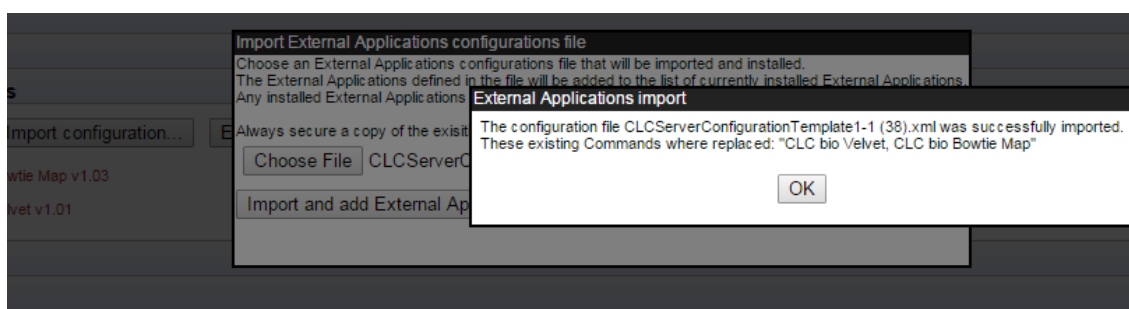 Import External Applications configurations file
Choose an External Applications configurations file that will be imported and installed.
The External Applications defined in the file will be added to the list of currently installed External Applications.
Any installed External Applications
s
Import configuration...
E
Always secure a copy of the exisit
Choose File CLCServerC
wtie Map v1.03
lvet v1.01
Import and add External Ap
External Applications import
The configuration file CLCServerConfigurationTemplate1-1 (38).xml was successfully imported.
These existing Commands where replaced: "CLC bio Velvet, CLC bio Bowtie Map"
OK